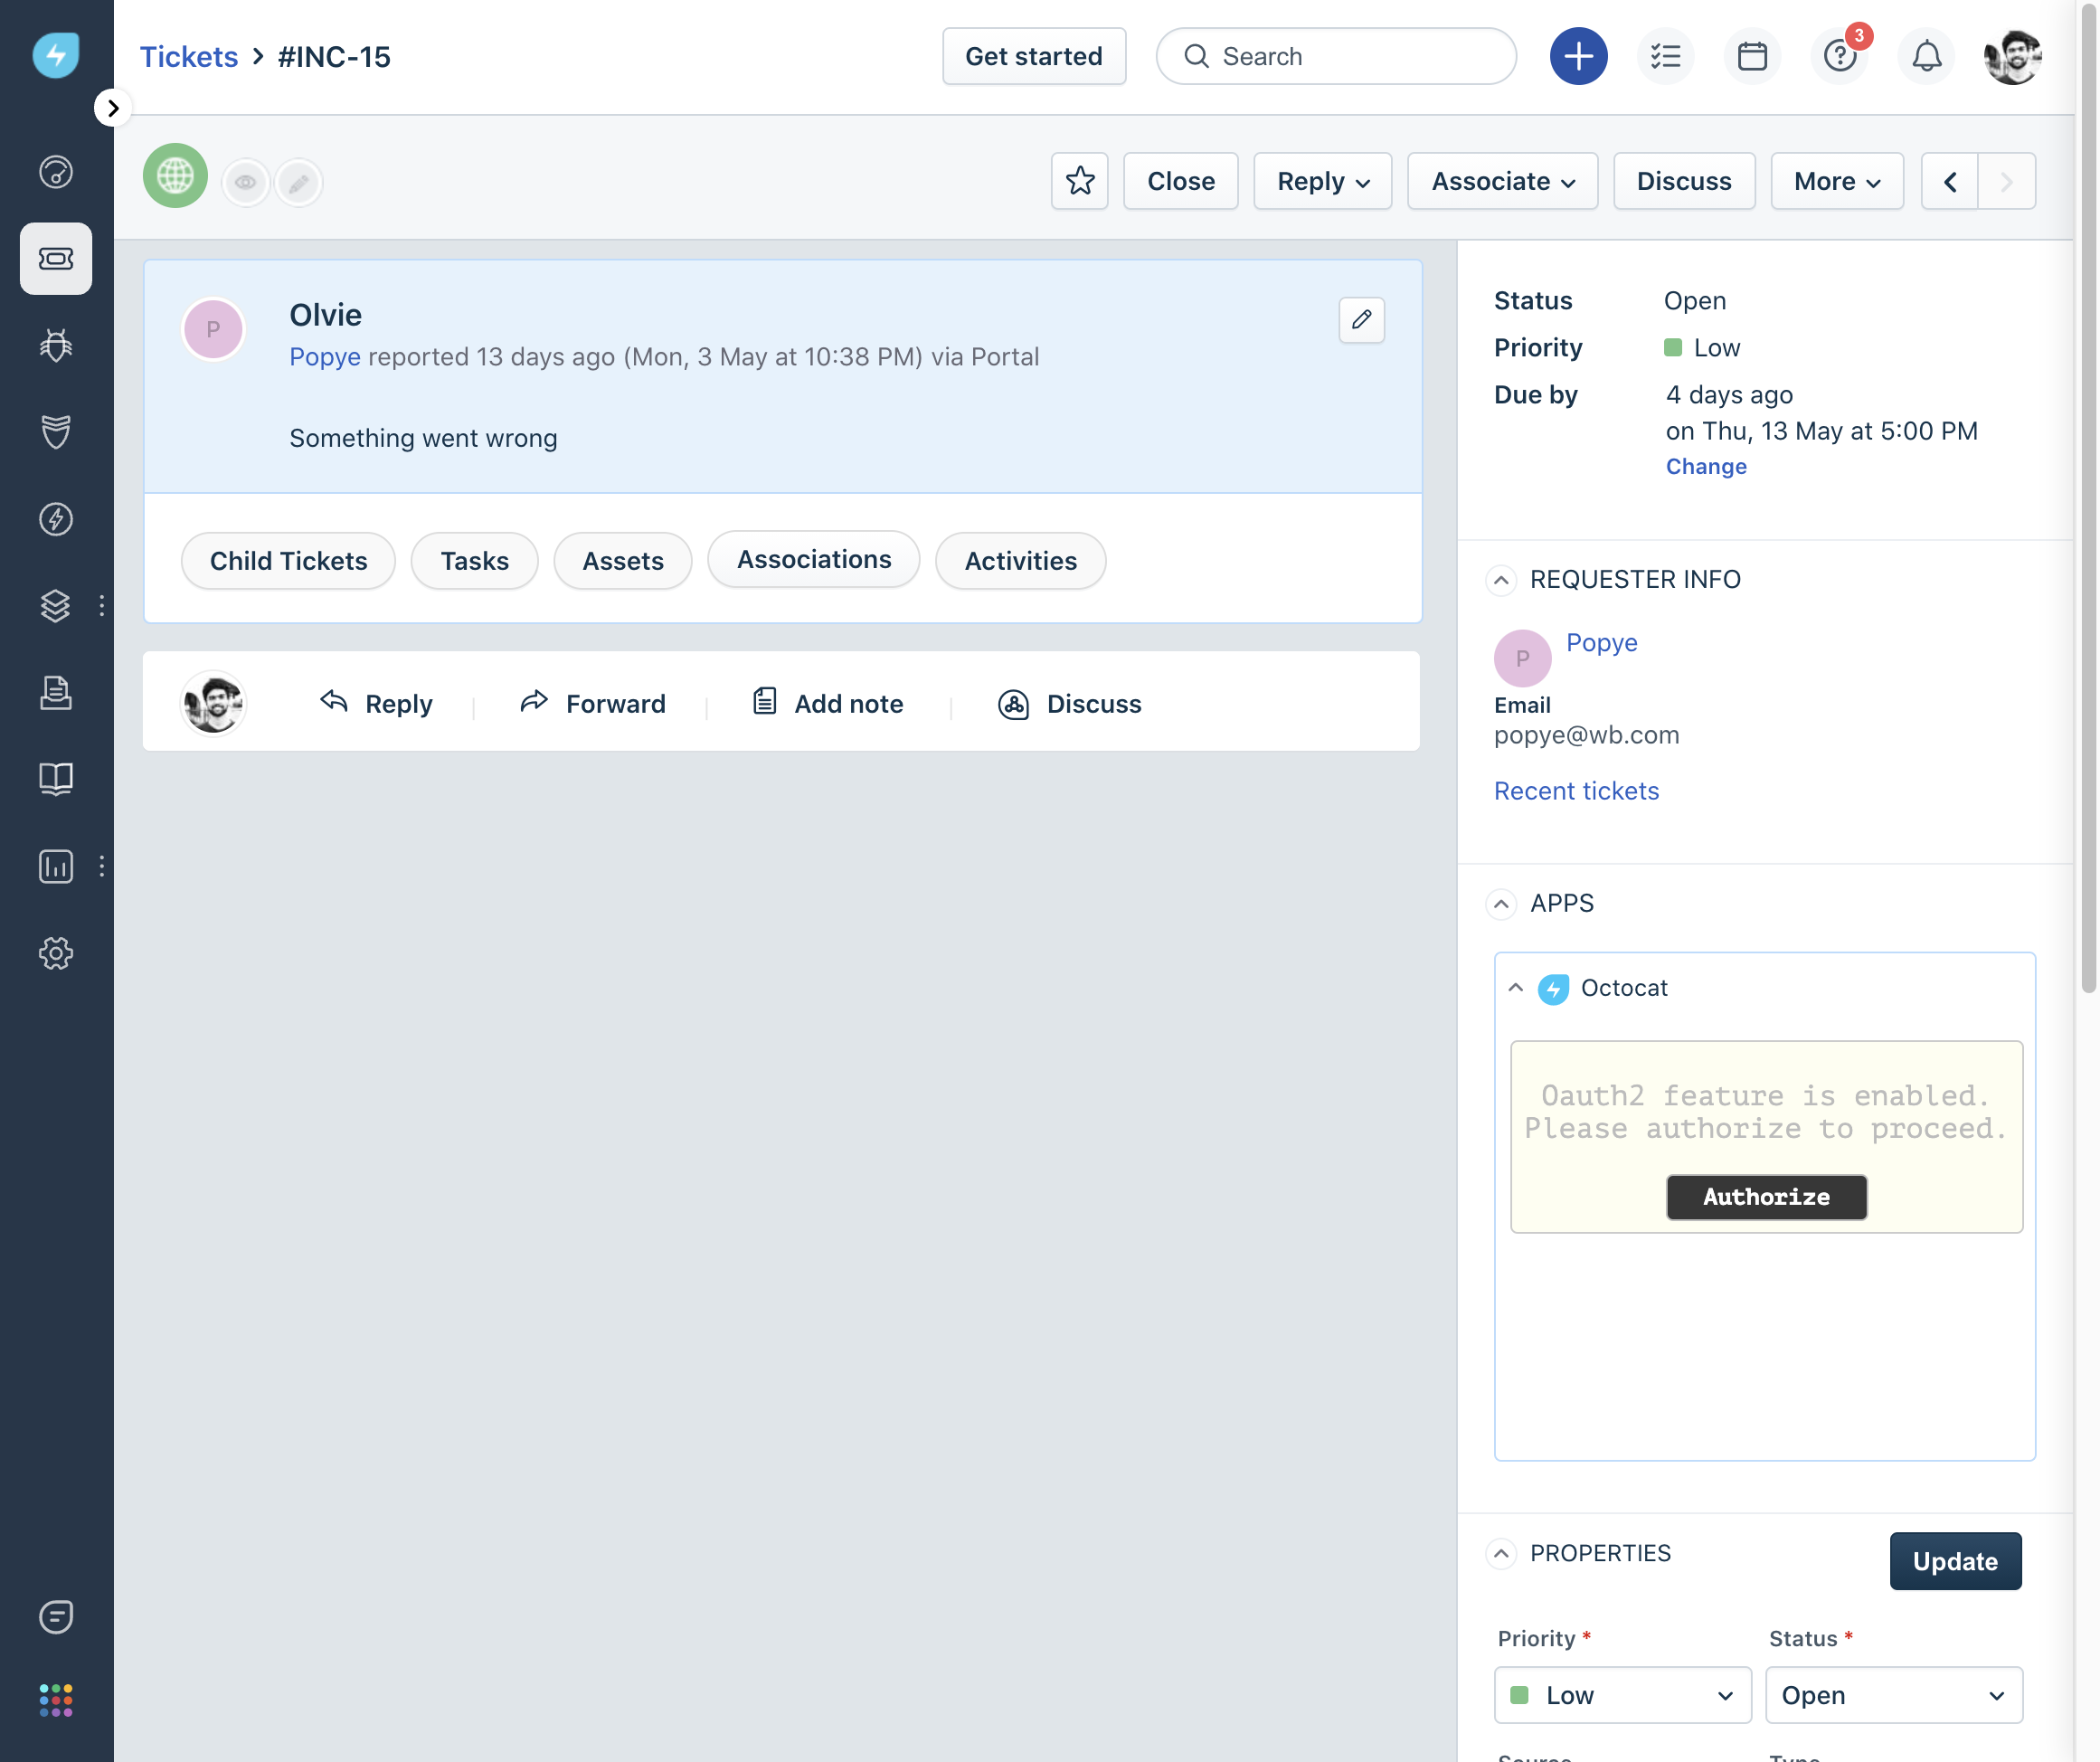 Tickets > #INC-15
Get started
Search
3
Close
Reply
Associate
Discuss
More
P
Olvie
Popye reported 13 days ago (Mon, 3 May at 10:38 PM) via Portal
Something went wrong
Child Tickets
Tasks
Assets
Associations
Activities
Reply
Forward
Add note
Discuss
Status Open
Priority Low
Due by 4 days ago
on Thu, 13 May at 5:00 PM
Change
REQUESTER INFO
P
Popye
Email
popye@wb.com
Recent tickets
APPS
Octocat
Oauth2 feature is enabled.
Please authorize to proceed.
Authorize
PROPERTIES
Update
Priority *
Status *
Low
Open